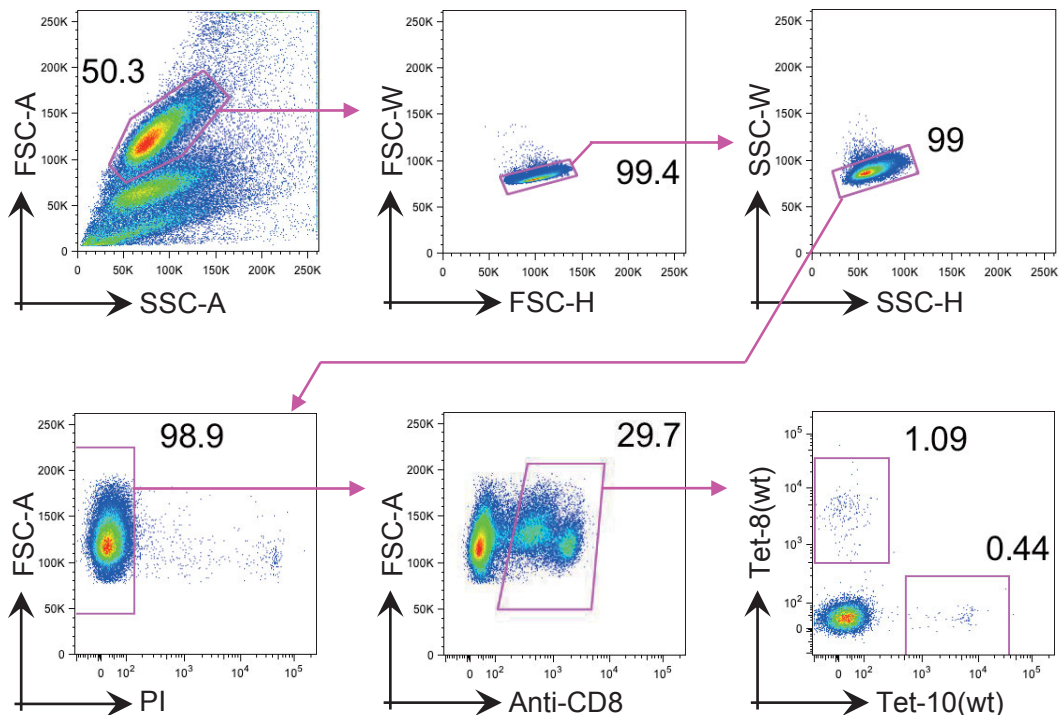 250K
200K
150K
100K
50K
0
FSC-A
50.3
0 50K 100K 150K 200K 250K
SSC-A
250K
200K
150K
100K
50K
0
FSC-W
99.4
50K 100K 150K 200K 250K
FSC-H
250K
200K
150K
100K
50K
0
SSC-W
99
0 50K 100K 150K 200K 250K
SSC-H
250K
200K
150K
100K
50K
0
FSC-A
98.9
0 10² 10³ 10⁴ 10⁵
PI
250K
200K
150K
100K
50K
0
FSC-A
29.7
0 10² 10³ 10⁴ 10⁵
Anti-CD8
10⁵
10⁴
10³
10²
0
Tet-8(wt)
1.09
0.44
0 10² 10³ 10⁴ 10⁵
Tet-10(wt)